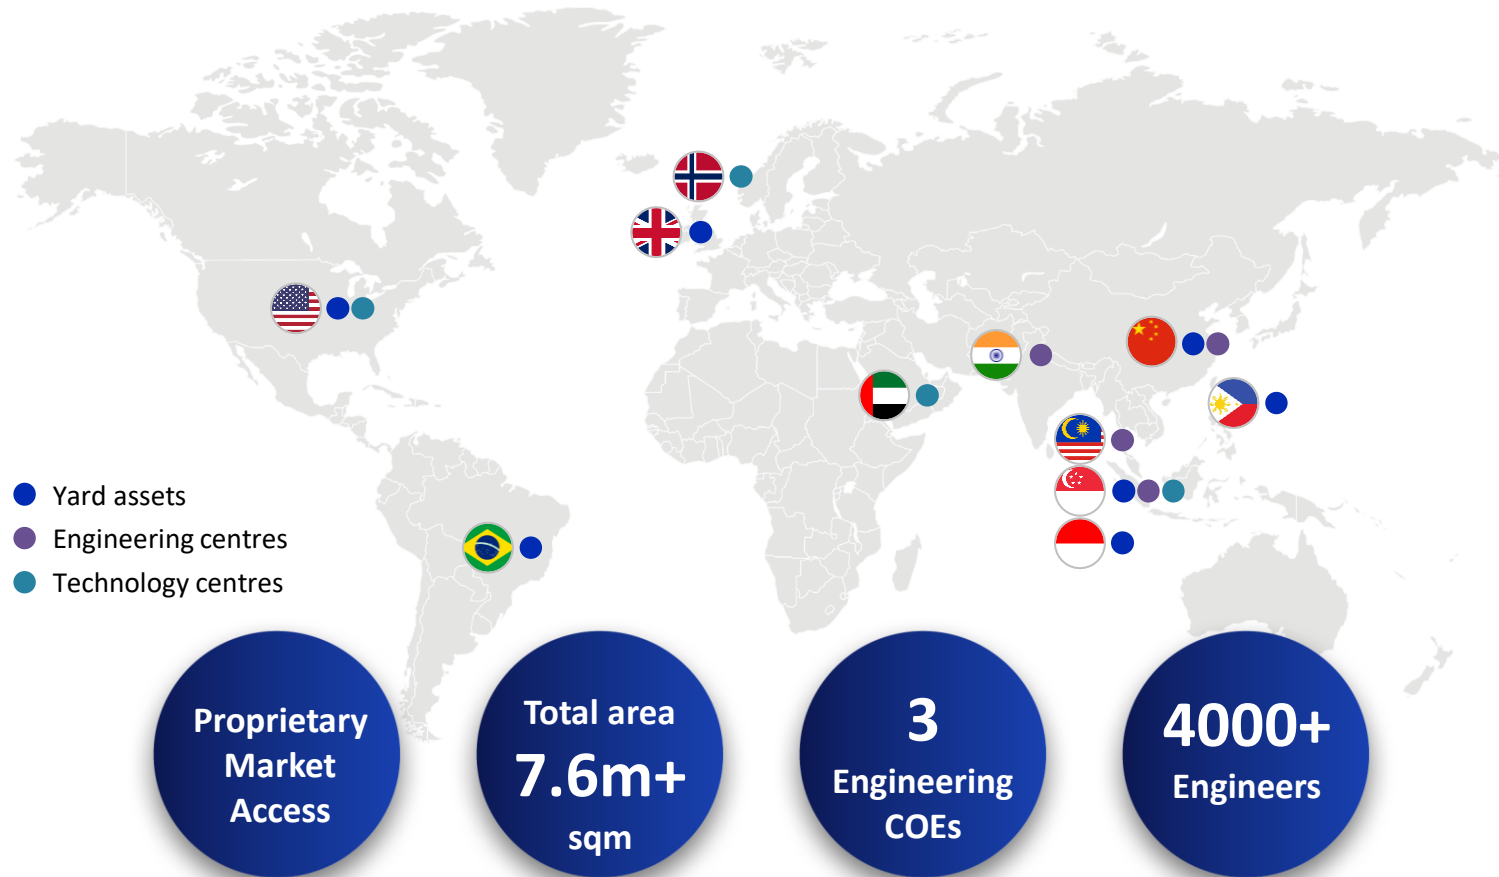 Yard assets
Engineering centres
Technology centres
Proprietary
Market
Access
Total area
7.6m+
sqm
3
Engineering
COEs
4000+
Engineers